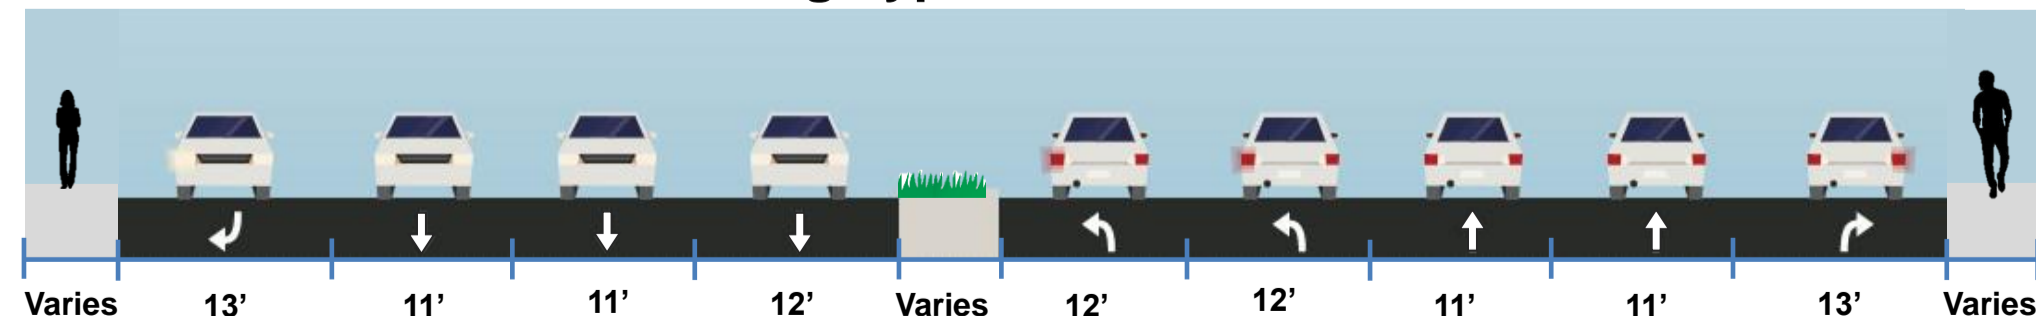 Varies 13’ 11’ 11’ 12’ Varies 12’ 12’ 11’ 11’ 13’ Varies